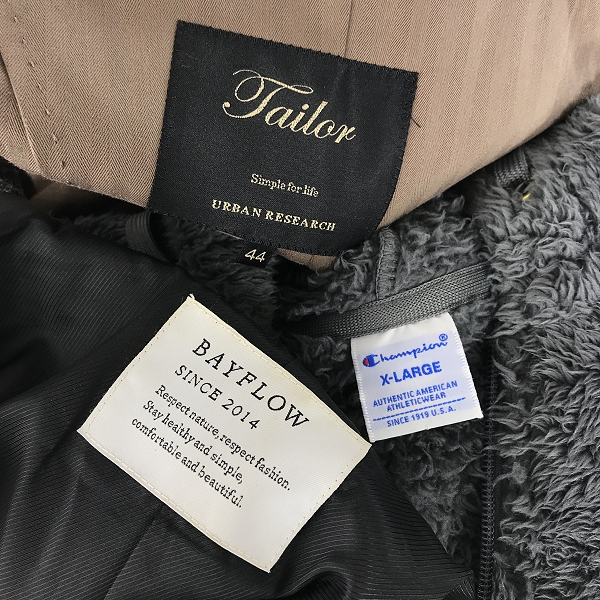 Tailor
Simple for life
URBAN RESEARCH
44
BAYFLOW
SINCE 2014
Respect nature, respect fashion.
Stay healthy and simple,
comfortable and beautiful.
Champion
X-LARGE
AUTHENTIC AMERICAN
ATHLETICWEAR
SINCE 1919 U.S.A.